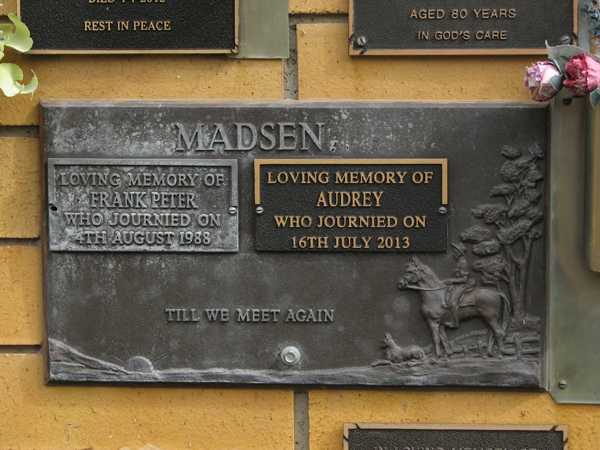 REST IN PEACE
AGED 80 YEARS
IN GOD'S CARE
MADSEN
LOVING MEMORY OF
FRANK PETER
WHO JOURNIED ON
4TH AUGUST 1988
LOVING MEMORY OF
AUDREY
WHO JOURNIED ON
16TH JULY 2013
TILL WE MEET AGAIN